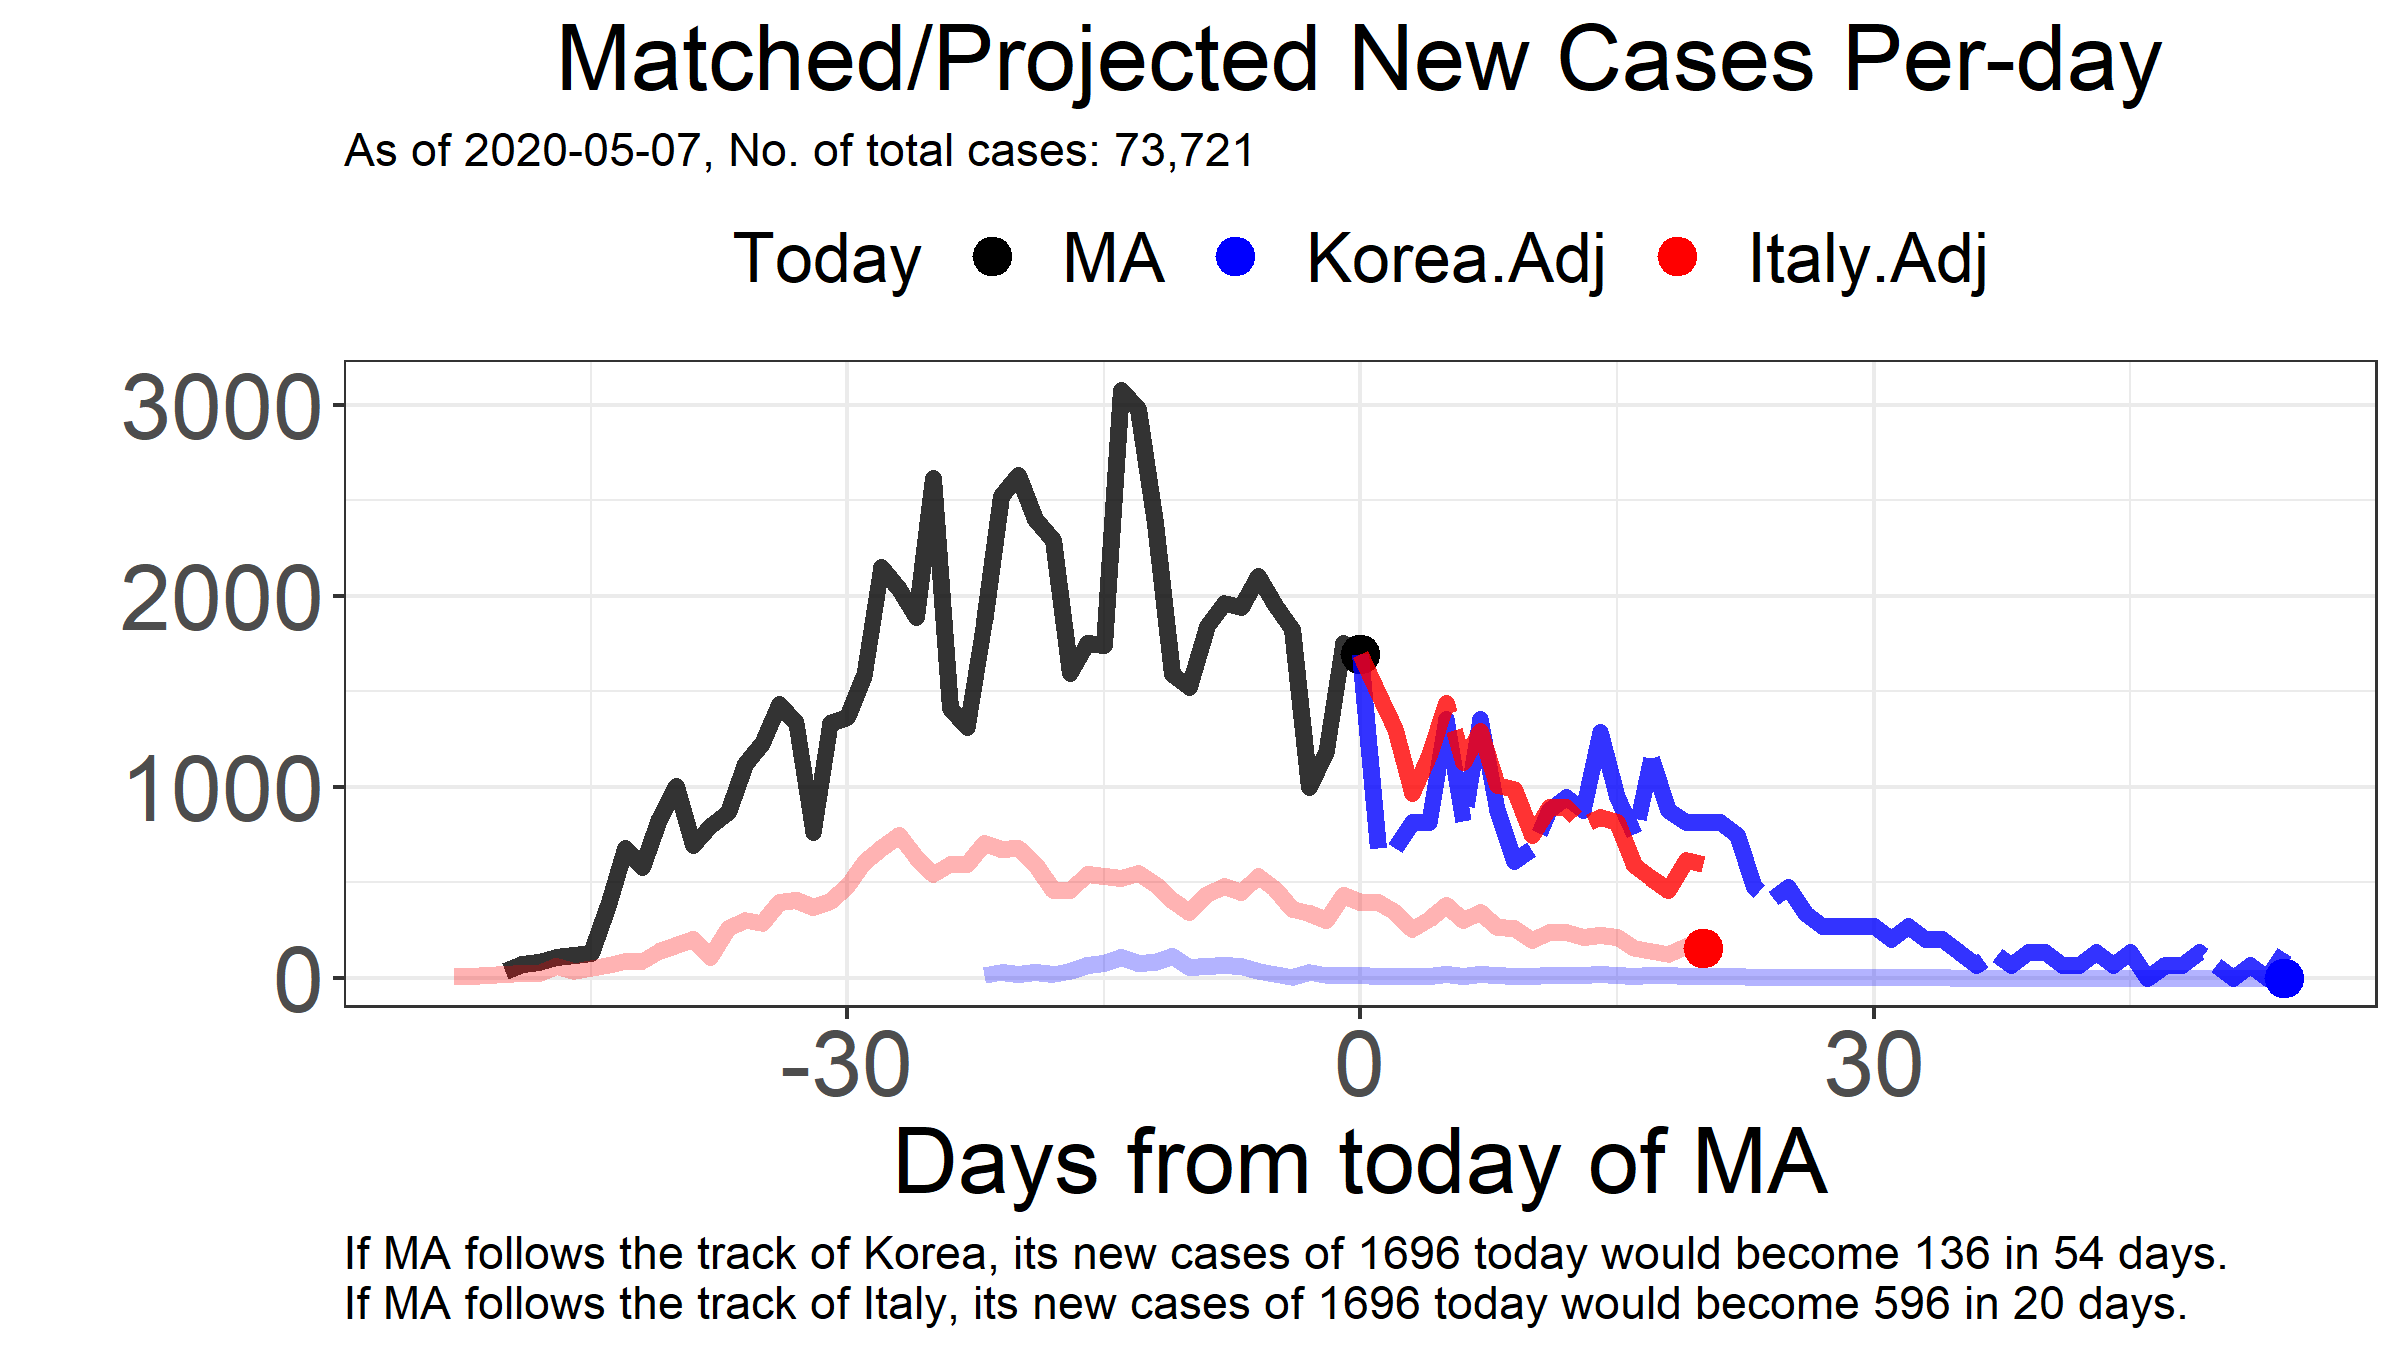 Matched/Projected New Cases Per-day
As of 2020-05-07, No. of total cases: 73,721
Today MA Korea.Adj Italy.Adj
3000
2000
1000
0
-30 0 30
Days from today of MA
If MA follows the track of Korea, its new cases of 1696 today would become 136 in 54 days.
If MA follows the track of Italy, its new cases of 1696 today would become 596 in 20 days.